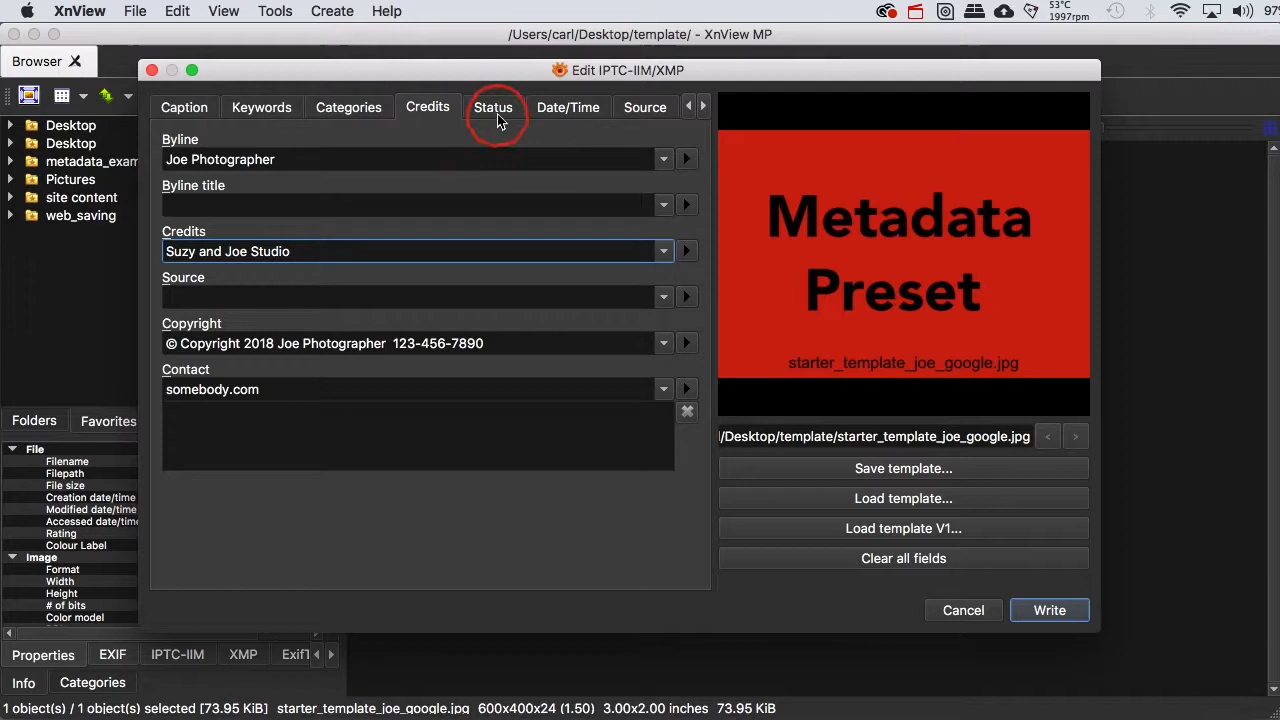 XnView File Edit View Tools Create Help
53°C
1997rpm
97%
/Users/carl/Desktop/template/ - XnView MP
Browser
Edit IPTC-IIM/XMP
Caption Keywords Categories Credits Status Date/Time Source
Desktop
Desktop
metadata_exam
Pictures
site content
web_saving
Byline
Joe Photographer
Byline title
Credits
Suzy and Joe Studio
Source
Copyright
© Copyright 2018 Joe Photographer 123-456-7890
Contact
somebody.com
Metadata
Preset
starter_template_joe_google.jpg
l/Desktop/template/starter_template_joe_google.jpg
Save template...
Load template...
Load template V1...
Clear all fields
Cancel Write
Folders Favorites
File
Filename
Filepath
File size
Creation date/time
Modified date/time
Accessed date/time
Rating
Colour Label
Image
Format
Width
Height
# of bits
Color model
Properties EXIF IPTC-IIM XMP ExifT
Info Categories
1 object(s) / 1 object(s) selected [73.95 KiB] starter_template_joe_google.jpg 600x400x24 (1.50) 3.00x2.00 inches 73.95 KiB